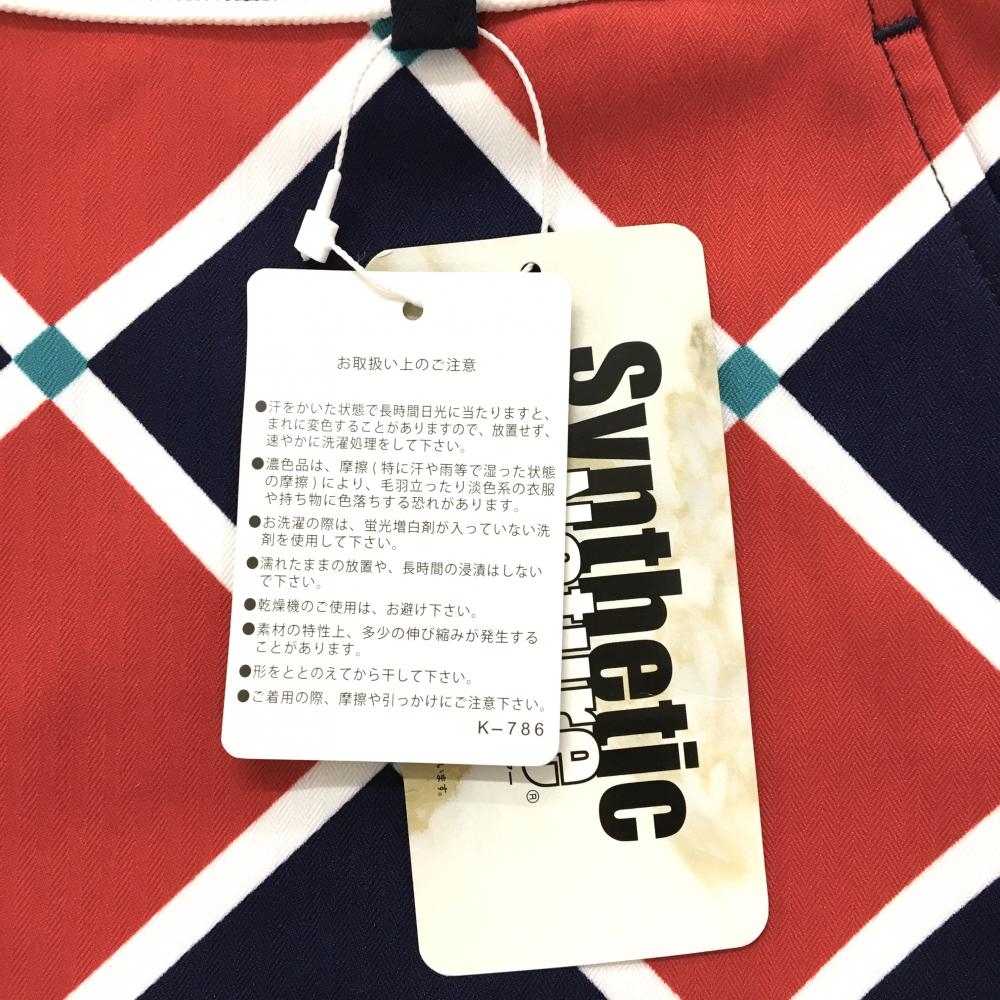 お取扱い上のご注意
●汗をかいた状態で長時間日光に当たりますと、
まれに変色することがありますので、放置せず、
速やかに洗濯処理をして下さい。
●濃色品は、摩擦(特に汗や雨等で湿った状態
の摩擦)により、毛羽立ったり淡色系の衣服
や持ち物に色落ちする恐れがあります。
●お洗濯の際は、蛍光増白剤が入っていない洗
剤を使用して下さい。
●濡れたままの放置や、長時間の浸漬はしない
で下さい。
●乾燥機のご使用は、お避け下さい。
●素材の特性上、多少の伸び縮みが発生する
ことがあります。
●形をととのえてから干して下さい。
●ご着用の際、摩擦や引っかけにご注意下さい。
K-786
Synthetic
®
います。